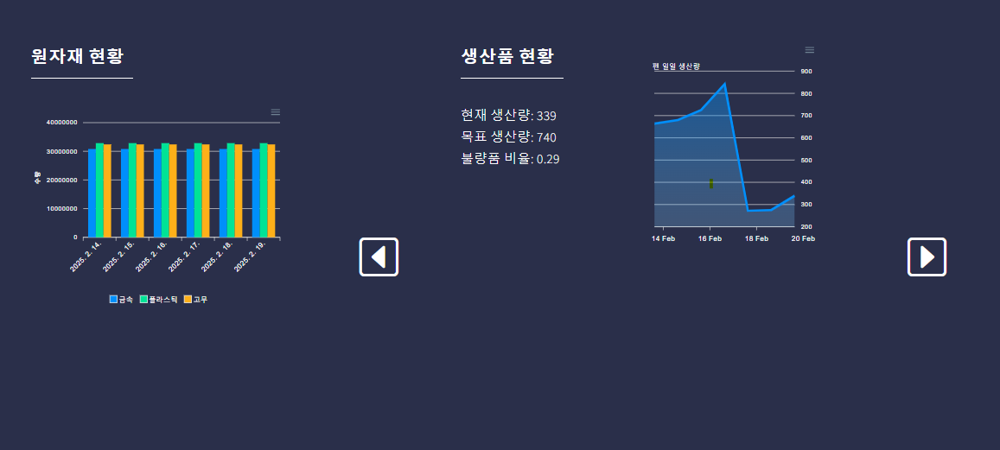 원자재 현황
40000000
30000000
20000000
10000000
0
수량
2025. 2. 14.
2025. 2. 15.
2025. 2. 16.
2025. 2. 17.
2025. 2. 18.
2025. 2. 19.
금속 플라스틱 고무
생산품 현황
현재 생산량: 339
목표 생산량: 740
불량품 비율: 0.29
펜 일일 생산량
900
800
700
600
500
400
300
200
14 Feb 16 Feb 18 Feb 20 Feb